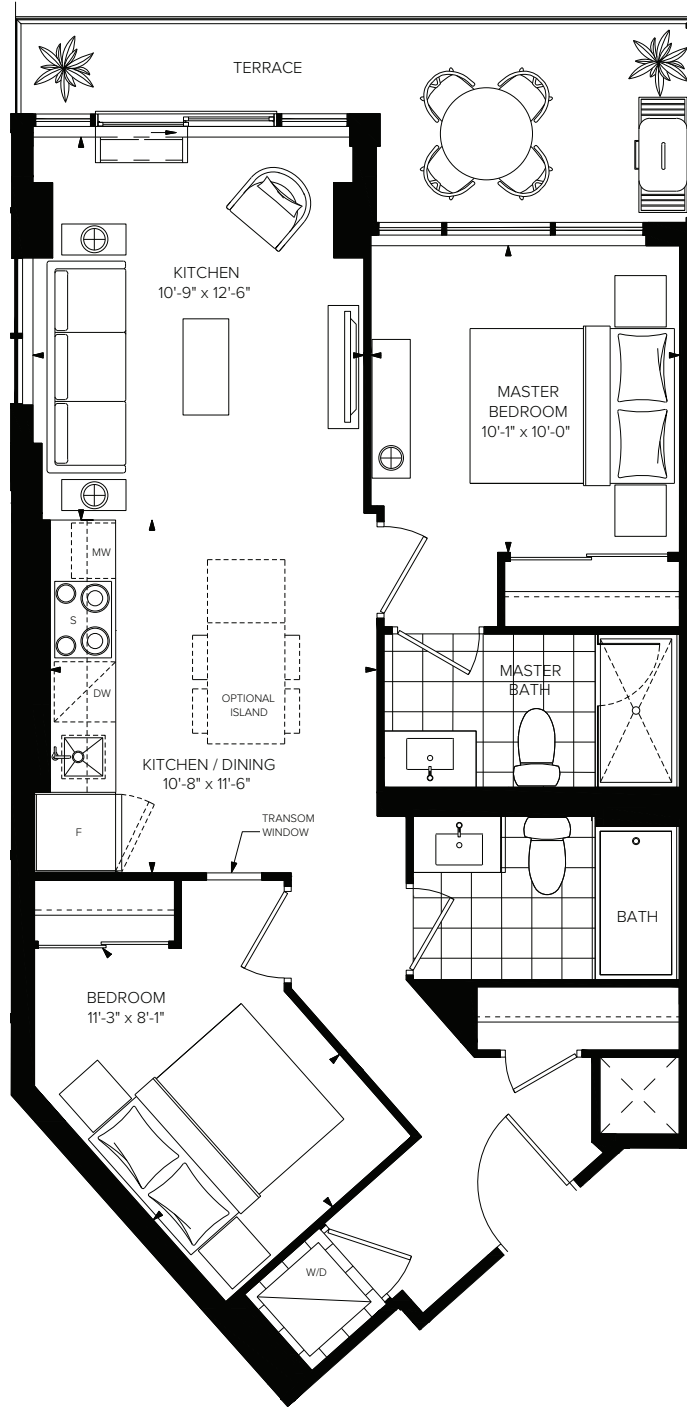 TERRACE
KITCHEN
10'-9" x 12'-6"
MASTER
BEDROOM
10'-1" x 10'-0"
MW
S
DW
OPTIONAL
ISLAND
MASTER
BATH
KITCHEN / DINING
10'-8" x 11'-6"
F
TRANSOM
WINDOW
BATH
BEDROOM
11'-3" x 8'-1"
W/D